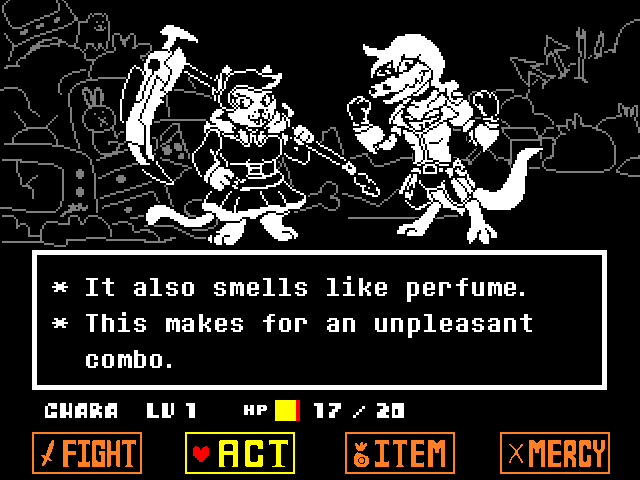 * It also smells like perfume.
* This makes for an unpleasant
combo.
CHARA LV 1 HP 17 / 20
FIGHT ACT ITEM MERCY